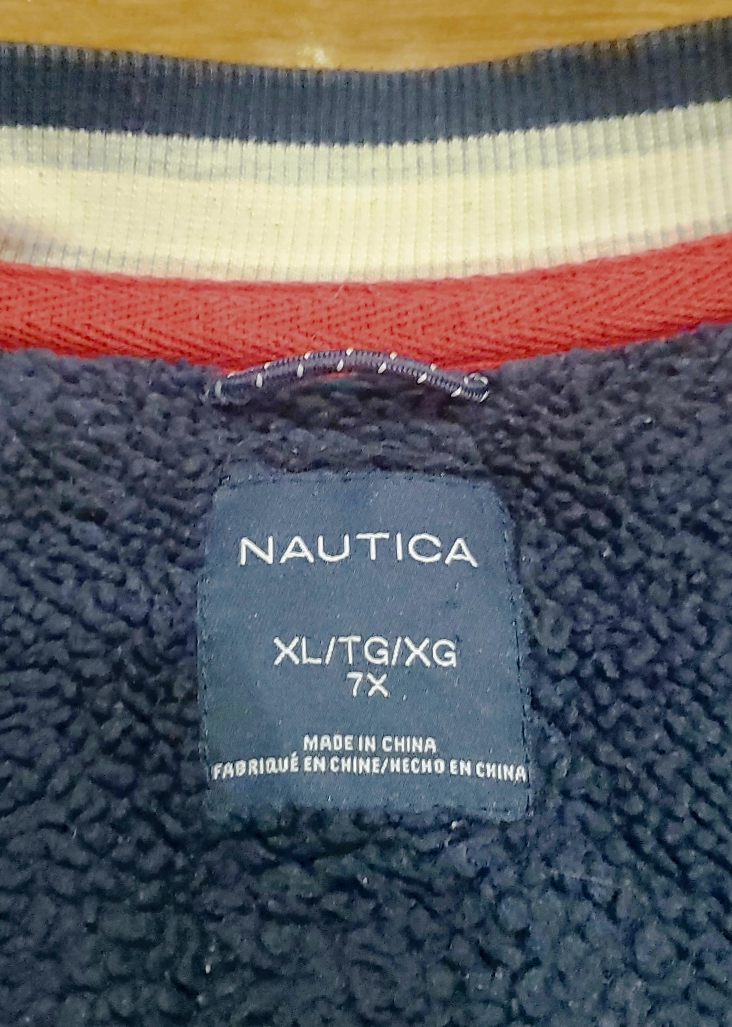 NAUTICA
XL/TG/XG
7X
MADE IN CHINA
FABRIQUÉ EN CHINE/HECHO EN CHINA